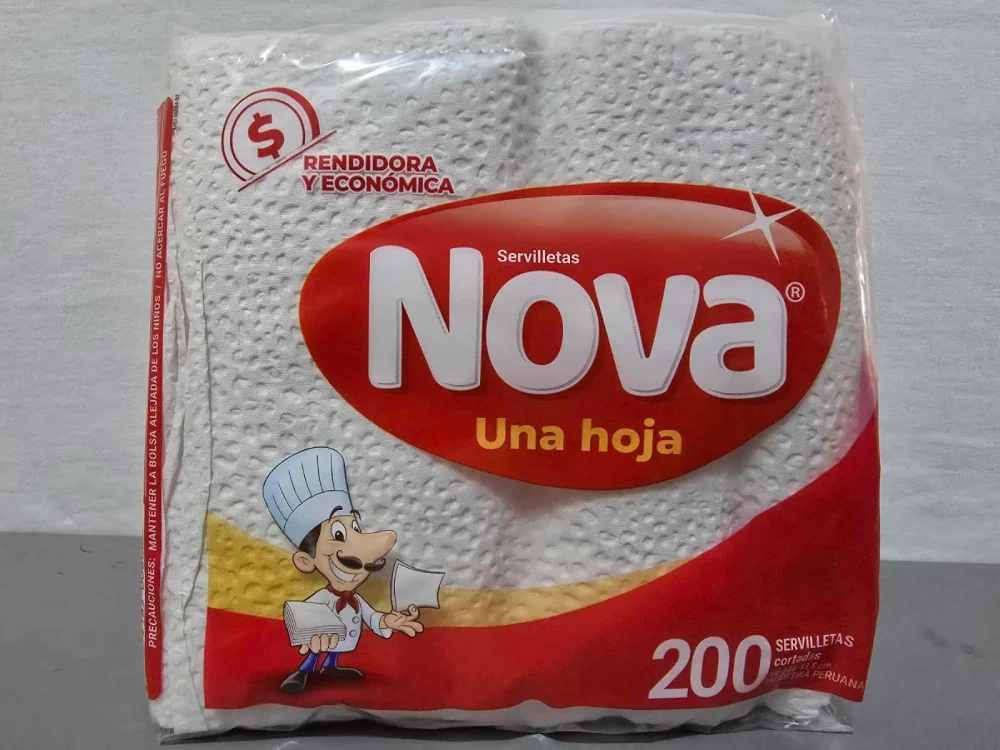 $
RENDIDORA
Y ECONÓMICA
Servilletas
Nova®
Una hoja
200 SERVILLETAS
cortadas
cm
PERUANA
PRECAUCIONES: MANTENER LA BOLSA ALEJADA DE LOS NIÑOS / NO ACERCAR AL FUEGO